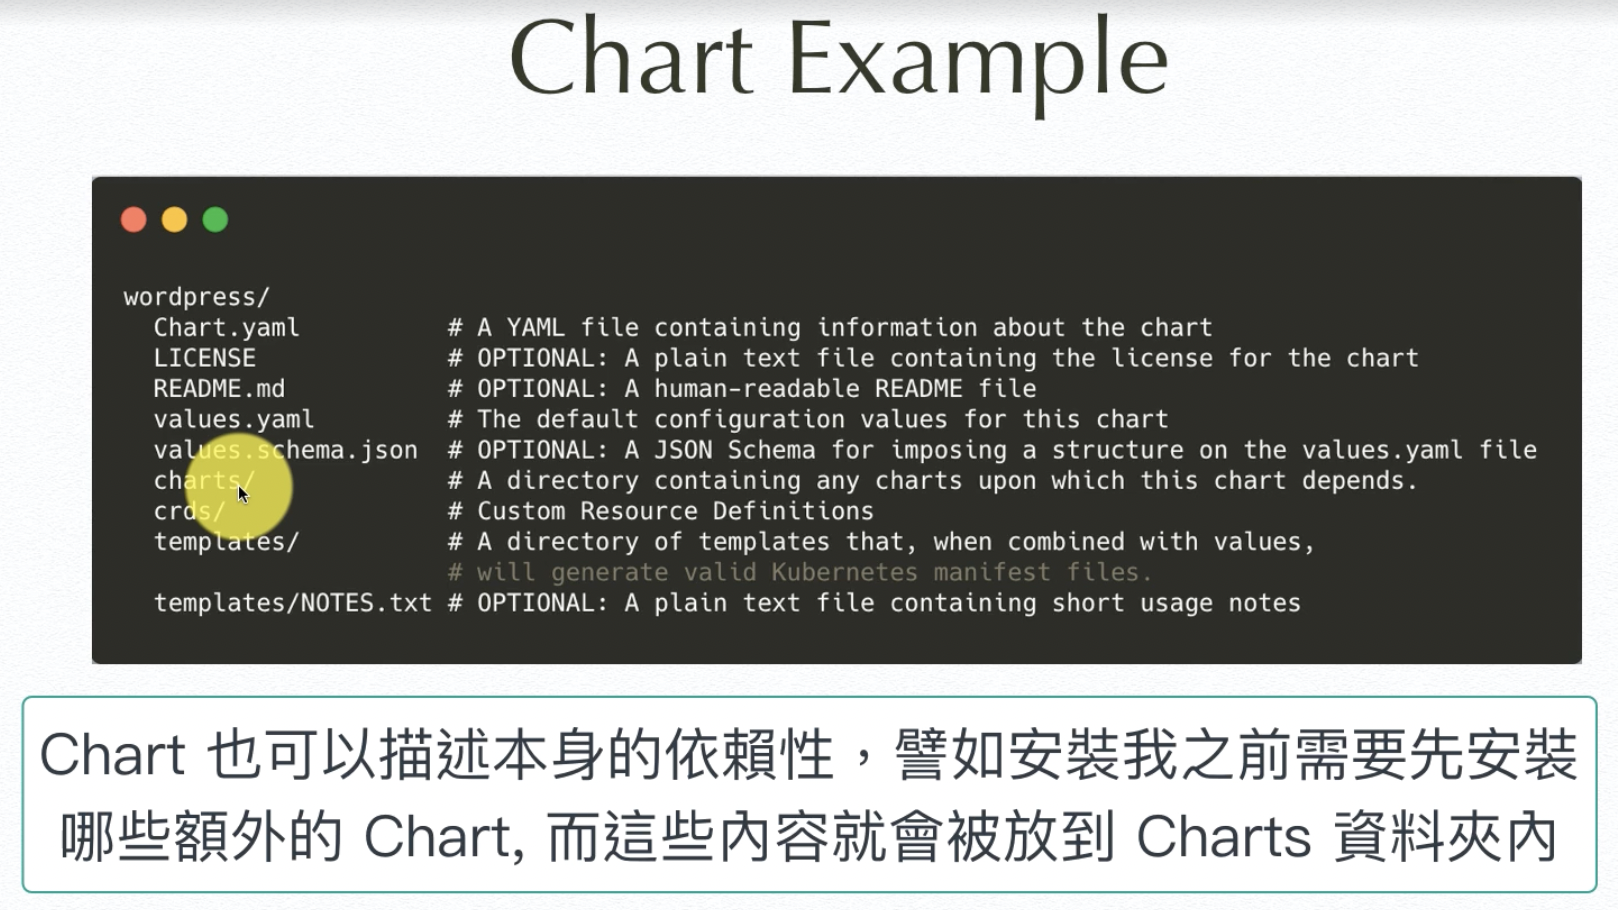 Chart Example
wordpress/
Chart.yaml # A YAML file containing information about the chart
LICENSE # OPTIONAL: A plain text file containing the license for the chart
README.md # OPTIONAL: A human-readable README file
values.yaml # The default configuration values for this chart
values.schema.json # OPTIONAL: A JSON Schema for imposing a structure on the values.yaml file
charts/ # A directory containing any charts upon which this chart depends.
crds/ # Custom Resource Definitions
templates/ # A directory of templates that, when combined with values,
# will generate valid Kubernetes manifest files.
templates/NOTES.txt # OPTIONAL: A plain text file containing short usage notes
Chart 也可以描述本身的依賴性，譬如安裝我之前需要先安裝
哪些額外的 Chart, 而這些內容就會被放到 Charts 資料夾內